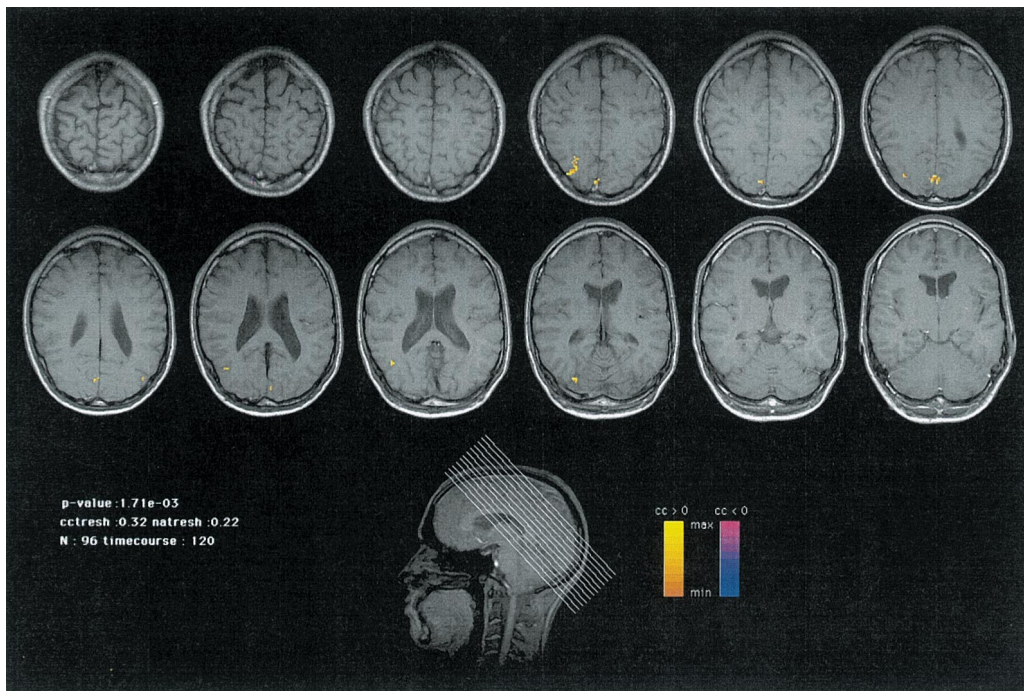 p-value :1.71e-03
cctresh :0.32 natresh :0.22
N : 96 timecourse : 120
cc > 0 cc < 0
max
min